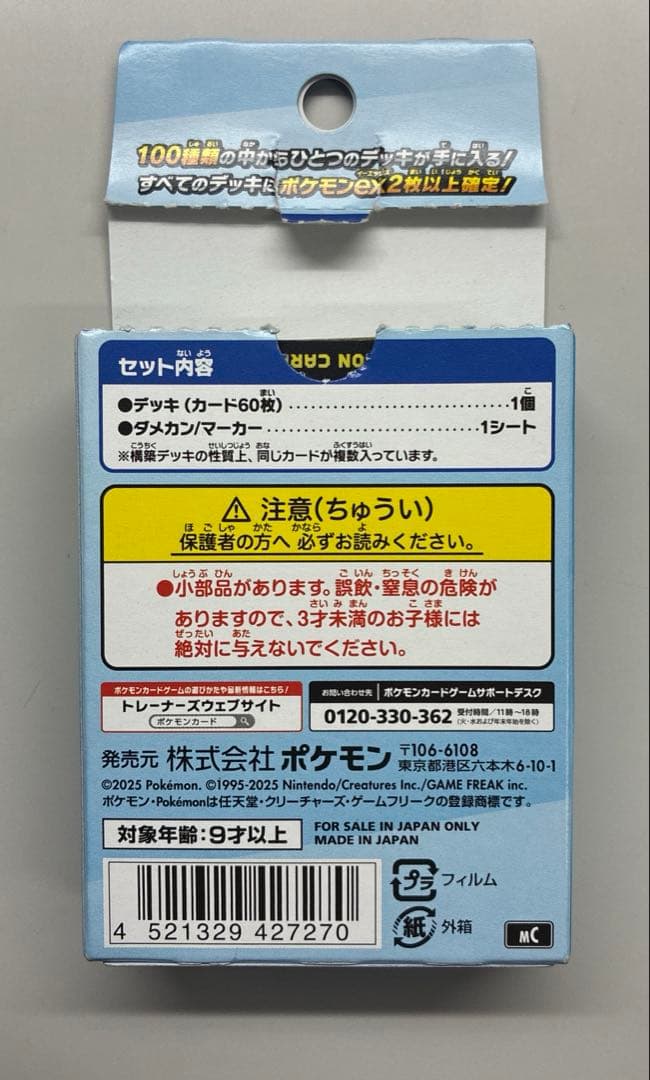 100種類の中からひとつのデッキが手に入る!
すべてのデッキにポケモンex2枚以上確定!
セット内容
ON CAR
●デッキ(カード60枚)..............................1個
●ダメカン/マーカー..............................1シート
※構築デッキの性質上、同じカードが複数入っています。
⚠ 注意(ちゅうい)
保護者の方へ 必ずお読みください。
●小部品があります。誤飲・窒息の危険が
ありますので、3才未満のお子様には
絶対に与えないでください。
ポケモンカードゲームの遊びかたや最新情報はこちら!
トレーナーズウェブサイト
ポケモンカード
お問い合わせ先 ポケモンカードゲームサポートデスク
0120-330-362 受付時間/11時〜18時
(火・水および年末年始を除く)
発売元 株式会社 ポケモン 〒106-6108
東京都港区六本木6-10-1
©2025 Pokémon. ©1995-2025 Nintendo/Creatures Inc./GAME FREAK inc.
ポケモン・Pokémonは任天堂・クリーチャーズ・ゲームフリークの登録商標です。
対象年齢:9才以上
FOR SALE IN JAPAN ONLY
MADE IN JAPAN
4 521329 427270
プラ フィルム
紙 外箱
MC